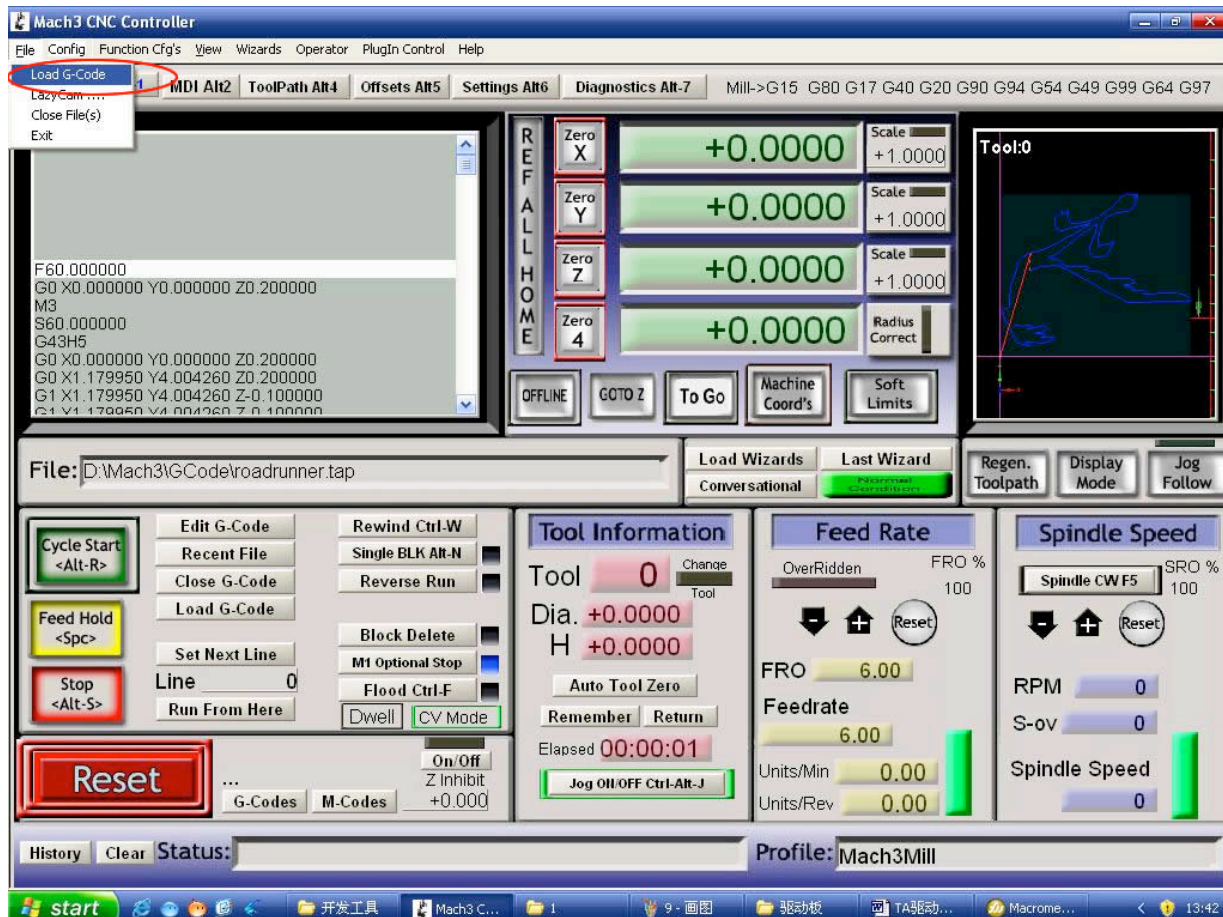 Mach3 CNC Controller
File Config Function Cfg's View Wizards Operator PlugIn Control Help
Load G-Code
LazyCam ....
Close File(s)
Exit
1 MDI Alt2 ToolPath Alt4 Offsets Alt5 Settings Alt6 Diagnostics Alt-7 Mill->G15 G80 G17 G40 G20 G90 G94 G54 G49 G99 G64 G97
F60.000000
G0 X0.000000 Y0.000000 Z0.200000
M3
S60.000000
G43H5
G0 X0.000000 Y0.000000 Z0.200000
G0 X1.179950 Y4.004260 Z0.200000
G1 X1.179950 Y4.004260 Z-0.100000
G1 X1.179950 Y4.004260 Z-0.100000
REF ALL HOME
Zero X +0.0000 Scale +1.0000
Zero Y +0.0000 Scale +1.0000
Zero Z +0.0000 Scale +1.0000
Zero 4 +0.0000 Radius Correct
OFFLINE GOTO Z To Go Machine Coord's Soft Limits
Tool:0
File: D:\Mach3\GCode\roadrunner.tap
Load Wizards Last Wizard
Conversational Normal Condition
Regen. Toolpath Display Mode Jog Follow
Cycle Start <Alt-R>
Feed Hold <Spc>
Stop <Alt-S>
Edit G-Code Rewind Ctrl-W
Recent File Single BLK Alt-N
Close G-Code Reverse Run
Load G-Code
Block Delete
Set Next Line M1 Optional Stop
Line 0 Flood Ctrl-F
Run From Here Dwell CV Mode
Reset
...
G-Codes M-Codes
On/Off
Z Inhibit
+0.000
Tool Information
Tool 0 Change Tool
Dia. +0.0000
H +0.0000
Auto Tool Zero
Remember Return
Elapsed 00:00:01
Jog ON/OFF Ctrl-Alt-J
Feed Rate
OverRidden FRO % 100
Reset
FRO 6.00
Feedrate
6.00
Units/Min 0.00
Units/Rev 0.00
Spindle Speed
Spindle CW F5 SRO % 100
Reset
RPM 0
S-ov 0
Spindle Speed
0
History Clear Status: Profile: Mach3Mill
start 开发工具 Mach3 C... 1 9 - 画图 驱动板 TA驱动... Macrome... 13:42